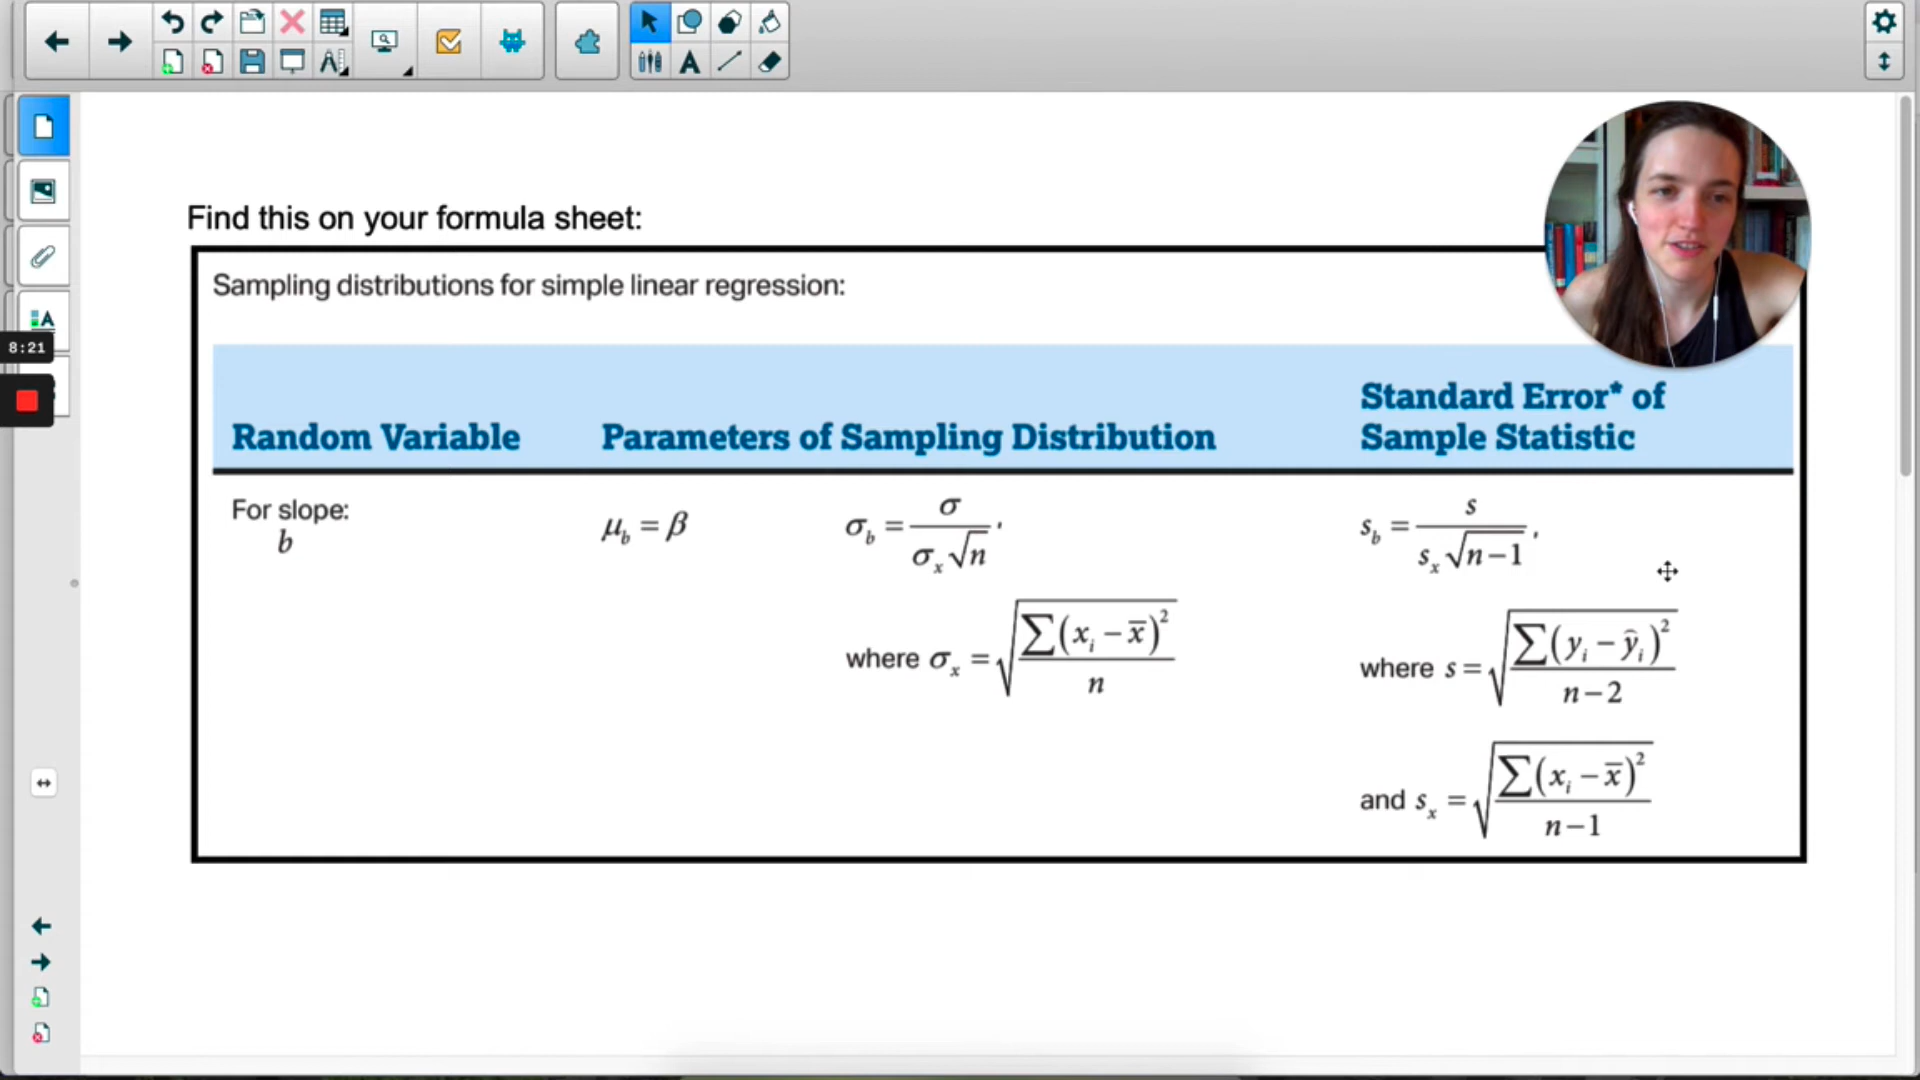 Find this on your formula sheet:
Sampling distributions for simple linear regression:
Random Variable
Parameters of Sampling Distribution
Standard Error* of
Sample Statistic
For slope:
b
μ_b = β
σ_b = σ / (σ_x √n) ,
where σ_x = √(∑(x_i − x̄)² / n)
s_b = s / (s_x √(n−1)) ,
where s = √(∑(y_i − ŷ_i)² / (n−2))
and s_x = √(∑(x_i − x̄)² / (n−1))
8:21